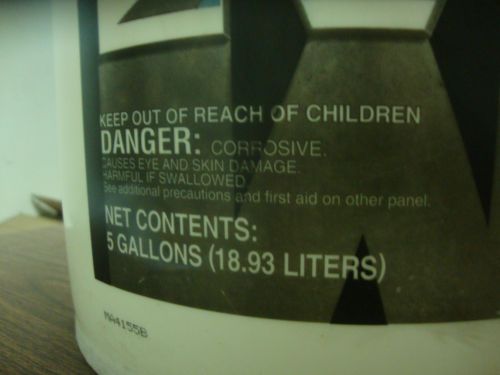 KEEP OUT OF REACH OF CHILDREN
DANGER: CORROSIVE.
CAUSES EYE AND SKIN DAMAGE.
HARMFUL IF SWALLOWED
See additional precautions and first aid on other panel.
NET CONTENTS:
5 GALLONS (18.93 LITERS)
MA4155B